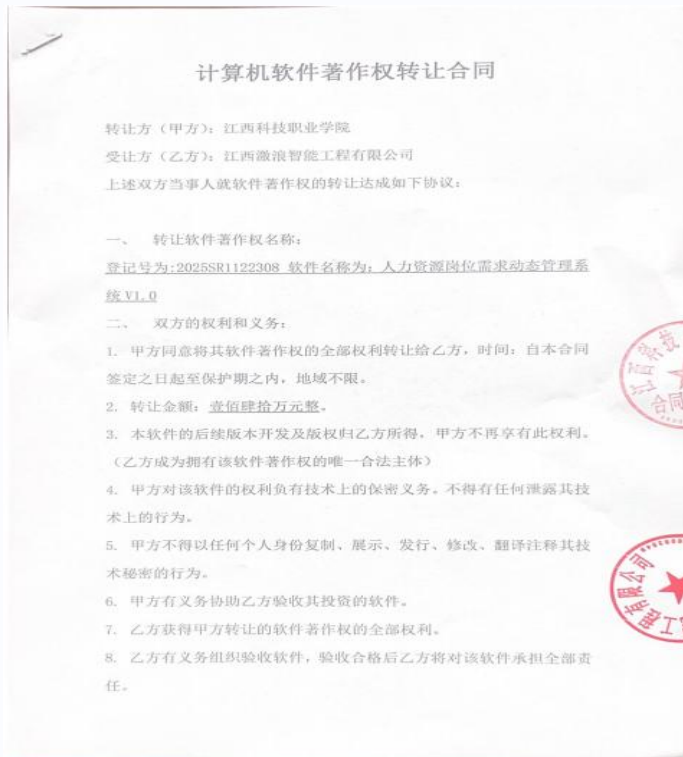 计算机软件著作权转让合同
转让方（甲方）：江西科技职业学院
受让方（乙方）：江西激浪智能工程有限公司
上述双方当事人就软件著作权的转让达成如下协议：
一、 转让软件著作权名称：
登记号为:2025SR1122308 软件名称为：人力资源岗位需求动态管理系
统 V1.0
二、 双方的权利和义务：
1. 甲方同意将其软件著作权的全部权利转让给乙方，时间：自本合同
签定之日起至保护期之内，地域不限。
2. 转让金额：壹佰肆拾万元整。
3. 本软件的后续版本开发及版权归乙方所得，甲方不再享有此权利。
（乙方成为拥有该软件著作权的唯一合法主体）
4. 甲方对该软件的权利负有技术上的保密义务。不得有任何泄露其技
术上的行为。
5. 甲方不得以任何个人身份复制、展示、发行、修改、翻译注释其技
术秘密的行为。
6. 甲方有义务协助乙方验收其投资的软件。
7. 乙方获得甲方转让的软件著作权的全部权利。
8. 乙方有义务组织验收软件，验收合格后乙方将对该软件承担全部责
任。
江西科技
合同
工程有限公司